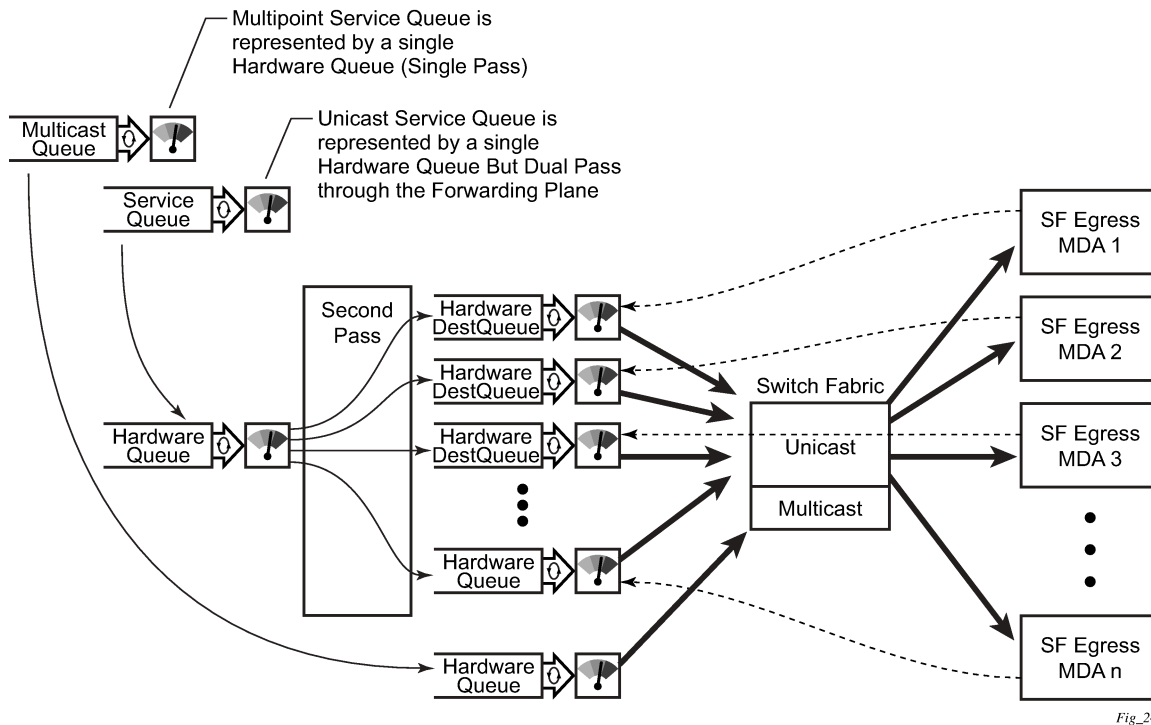 Multipoint Service Queue is
represented by a single
Hardware Queue (Single Pass)
Unicast Service Queue is
represented by a single
Hardware Queue But Dual Pass
through the Forwarding Plane
Multicast
Queue
Service
Queue
Second
Pass
Hardware
DestQueue
Hardware
DestQueue
Hardware
DestQueue
Hardware
Queue
Hardware
Queue
Hardware
Queue
Switch Fabric
Unicast
Multicast
SF Egress
MDA 1
SF Egress
MDA 2
SF Egress
MDA 3
SF Egress
MDA n